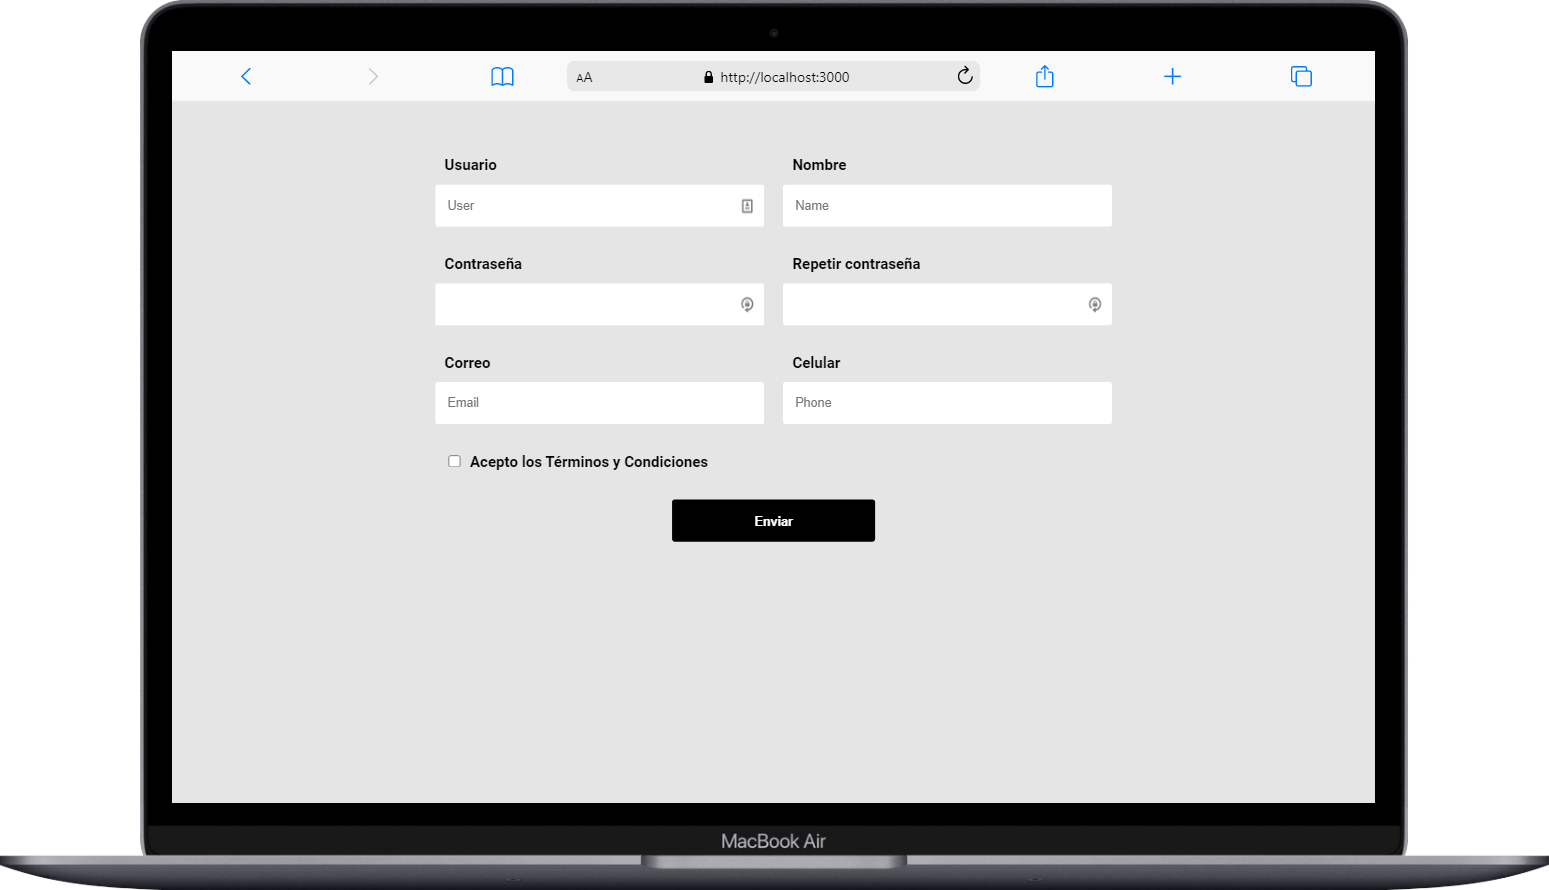 AA http://localhost:3000
Usuario Nombre
User Name
Contraseña Repetir contraseña
Correo Celular
Email Phone
Acepto los Términos y Condiciones
Enviar
MacBook Air